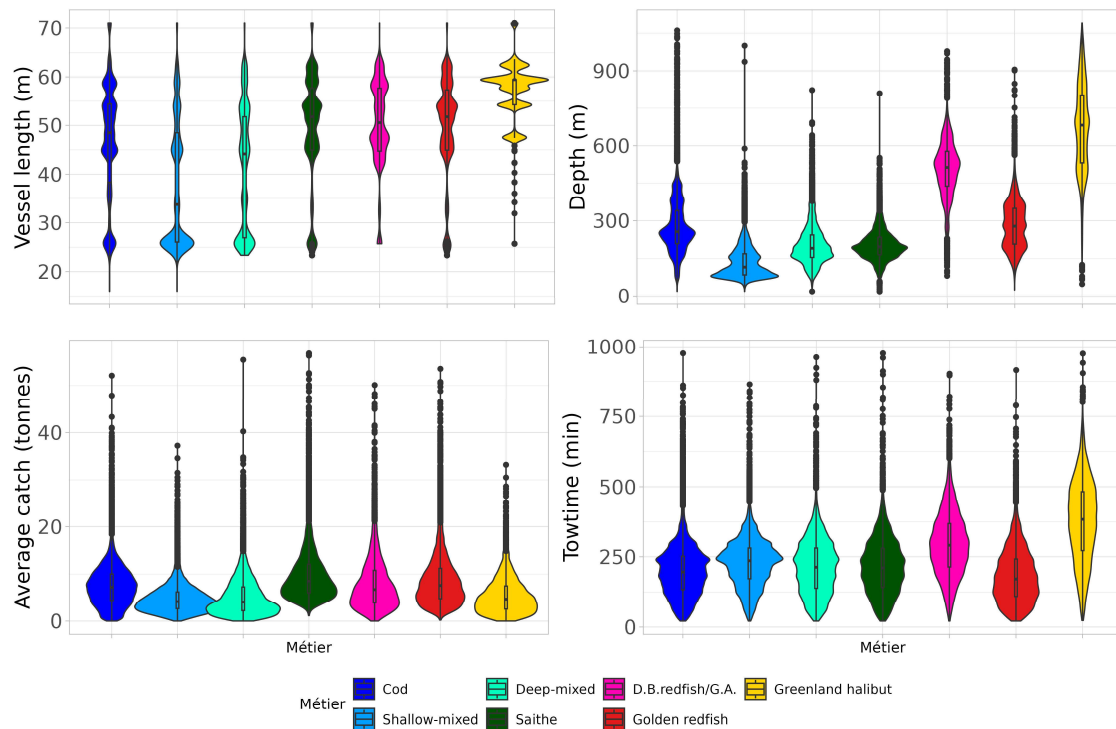 Vessel length (m)
70
60
50
40
30
20
Depth (m)
900
600
300
0
Average catch (tonnes)
40
20
0
Métier
Towtime (min)
1000
750
500
250
0
Métier
Métier
Cod
Deep-mixed
D.B.redfish/G.A.
Greenland halibut
Shallow-mixed
Saithe
Golden redfish